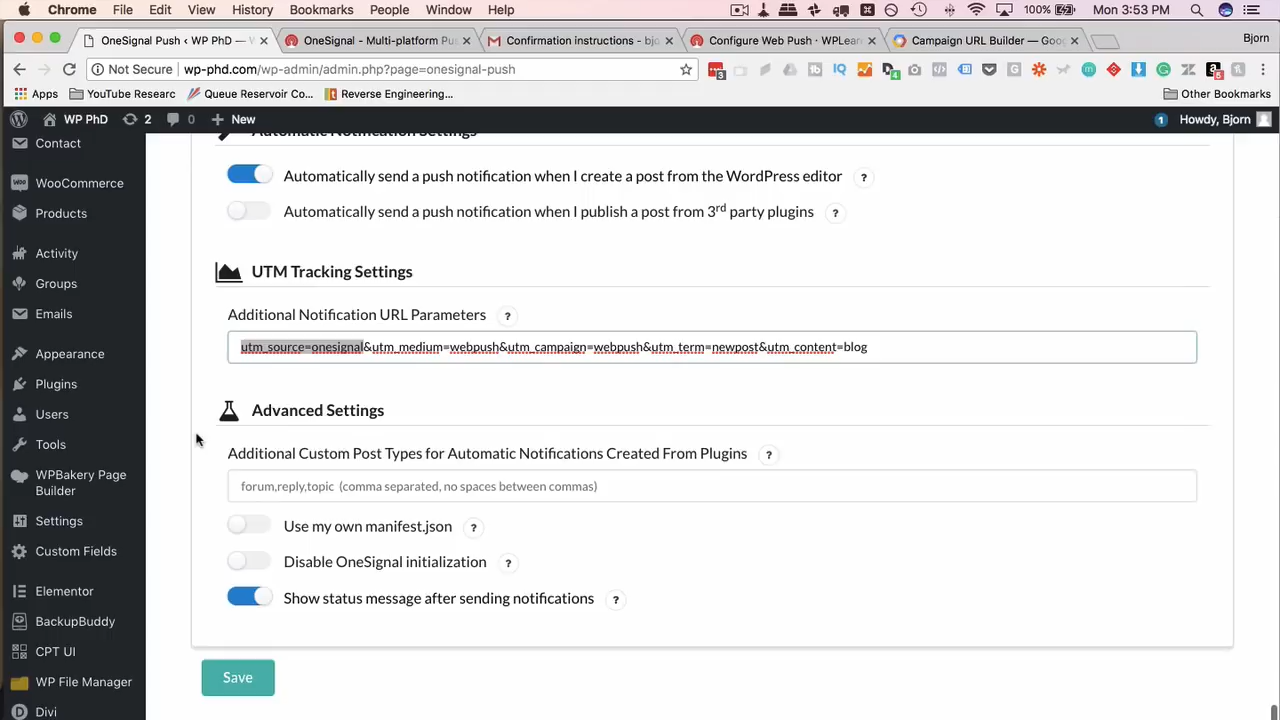 Chrome File Edit View History Bookmarks People Window Help 100% Mon 3:53 PM
OneSignal Push ‹ WP PhD — OneSignal - Multi-platform Pus Confirmation instructions - bjo Configure Web Push · WPLearn Campaign URL Builder — Goog Bjorn
Not Secure wp-phd.com/wp-admin/admin.php?page=onesignal-push
Apps YouTube Researc Queue Reservoir Co... Reverse Engineering... Other Bookmarks
WP PhD 2 0 New 1 Howdy, Bjorn
Contact
WooCommerce
Products
Activity
Groups
Emails
Appearance
Plugins
Users
Tools
WPBakery Page
Builder
Settings
Custom Fields
Elementor
BackupBuddy
CPT UI
WP File Manager
Divi
Automatic Notification Settings
Automatically send a push notification when I create a post from the WordPress editor ?
Automatically send a push notification when I publish a post from 3rd party plugins ?
UTM Tracking Settings
Additional Notification URL Parameters ?
utm_source=onesignal&utm_medium=webpush&utm_campaign=webpush&utm_term=newpost&utm_content=blog
Advanced Settings
Additional Custom Post Types for Automatic Notifications Created From Plugins ?
forum,reply,topic (comma separated, no spaces between commas)
Use my own manifest.json ?
Disable OneSignal initialization ?
Show status message after sending notifications ?
Save